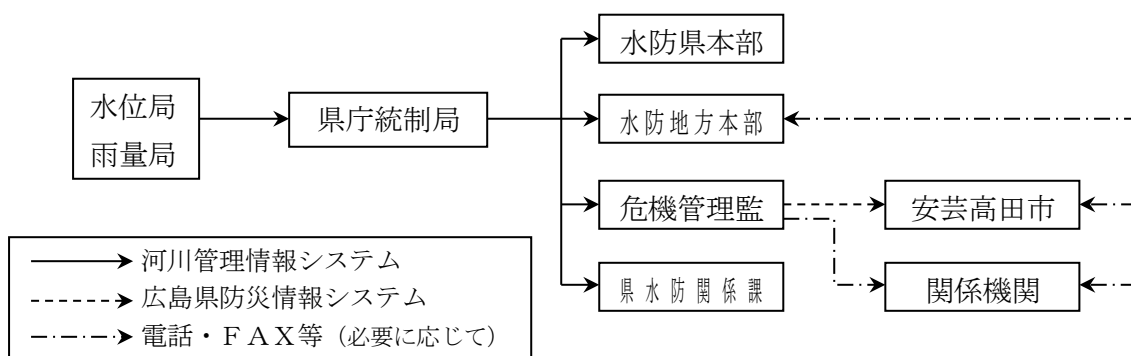 水防県本部
水位局
雨量局
県庁統制局
水防地方本部
危機管理監
安芸高田市
県水防関係課
関係機関
河川管理情報システム
広島県防災情報システム
電話・ＦＡＸ等（必要に応じて）